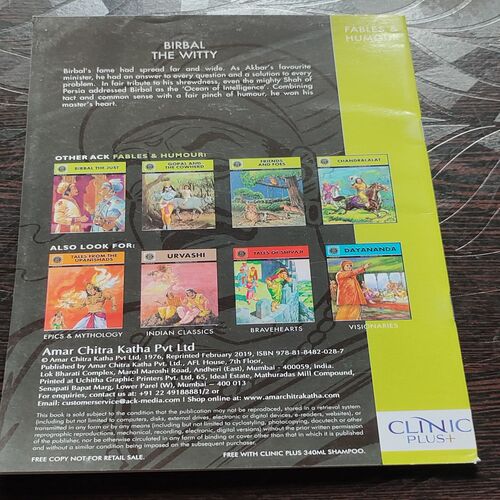 FABLES &
HUMOUR
BIRBAL
THE WITTY
Birbal's fame had spread far and wide. As Akbar's favourite
minister, he had an answer to every question and a solution to every
problem. In fair tribute to his shrewdness, even the mighty Shah of
Persia addressed Birbal as the 'Ocean of Intelligence'. Combining
tact and common sense with a fair pinch of humour, he won his
master's heart.
OTHER ACK FABLES & HUMOUR:
BIRBAL THE JUST
GOPAL AND
THE COWHERD
FRIENDS
AND FOES
CHANDRALALAT
ALSO LOOK FOR:
TALES FROM THE
UPANISHADS
URVASHI
TALES OF SHIVAJI
DAYANANDA
EPICS & MYTHOLOGY
INDIAN CLASSICS
BRAVEHEARTS
VISIONARIES
Amar Chitra Katha Pvt Ltd
© Amar Chitra Katha Pvt Ltd, 1976, Reprinted February 2019, ISBN 978-81-8482-028-7
Published by Amar Chitra Katha Pvt. Ltd., AFL House, 7th Floor,
Lok Bharati Complex, Marol Maroshi Road, Andheri (East), Mumbai - 400059, India.
Printed at Uchitha Graphic Printers Pvt. Ltd, 65, Ideal Estate, Mathuradas Mill Compound,
Senapati Bapat Marg, Lower Parel (W), Mumbai - 400 013
For enquiries, contact us at: +91 22 49188881/2 or
Email: customerservice@ack-media.com I Shop online at: www.amarchitrakatha.com
This book is sold subject to the condition that the publication may not be reproduced, shared, stored in a retrieval system
(including but not limited to computers, disks, external drives, electronic or digital devices, e-readers, websites), or
transmitted in any form or by any means (including but not limited to cyclostyling, photocopying, docutech or other
reprographic reproductions, mechanical, recording, electronic, digital versions) without the prior written permission
of the publisher, nor be otherwise circulated in any form of binding or cover other than that in which it is published
and without a similar condition being imposed on the subsequent purchaser.
FREE COPY. NOT FOR RETAIL SALE.
FREE WITH CLINIC PLUS 340ML SHAMPOO.
CLINIC
PLUS+